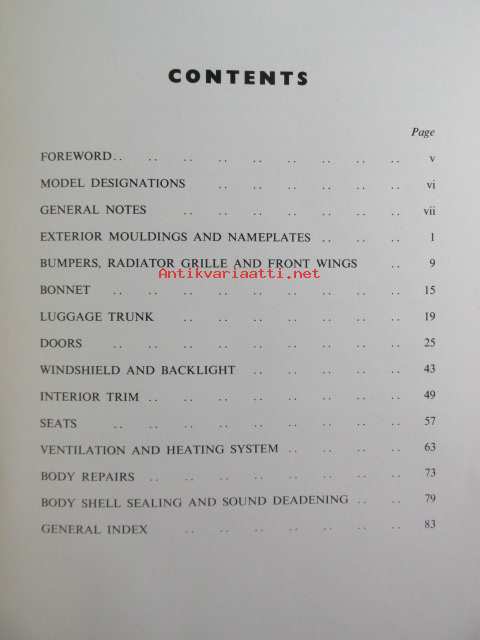 CONTENTS
Page
FOREWORD.. .. .. .. .. .. .. .. .. v
MODEL DESIGNATIONS .. .. .. .. .. .. vi
GENERAL NOTES .. .. .. .. .. .. .. vii
EXTERIOR MOULDINGS AND NAMEPLATES .. .. .. 1
BUMPERS, RADIATOR GRILLE AND FRONT WINGS .. 9
Antikvariaatti.net
BONNET .. .. .. .. .. .. .. .. .. 15
LUGGAGE TRUNK .. .. .. .. .. .. .. 19
DOORS .. .. .. .. .. .. .. .. .. 25
WINDSHIELD AND BACKLIGHT .. .. .. .. .. 43
INTERIOR TRIM .. .. .. .. .. .. .. .. 49
SEATS .. .. .. .. .. .. .. .. .. 57
VENTILATION AND HEATING SYSTEM .. .. .. .. 63
BODY REPAIRS .. .. .. .. .. .. .. .. 73
BODY SHELL SEALING AND SOUND DEADENING .. .. 79
GENERAL INDEX .. .. .. .. .. .. .. 83